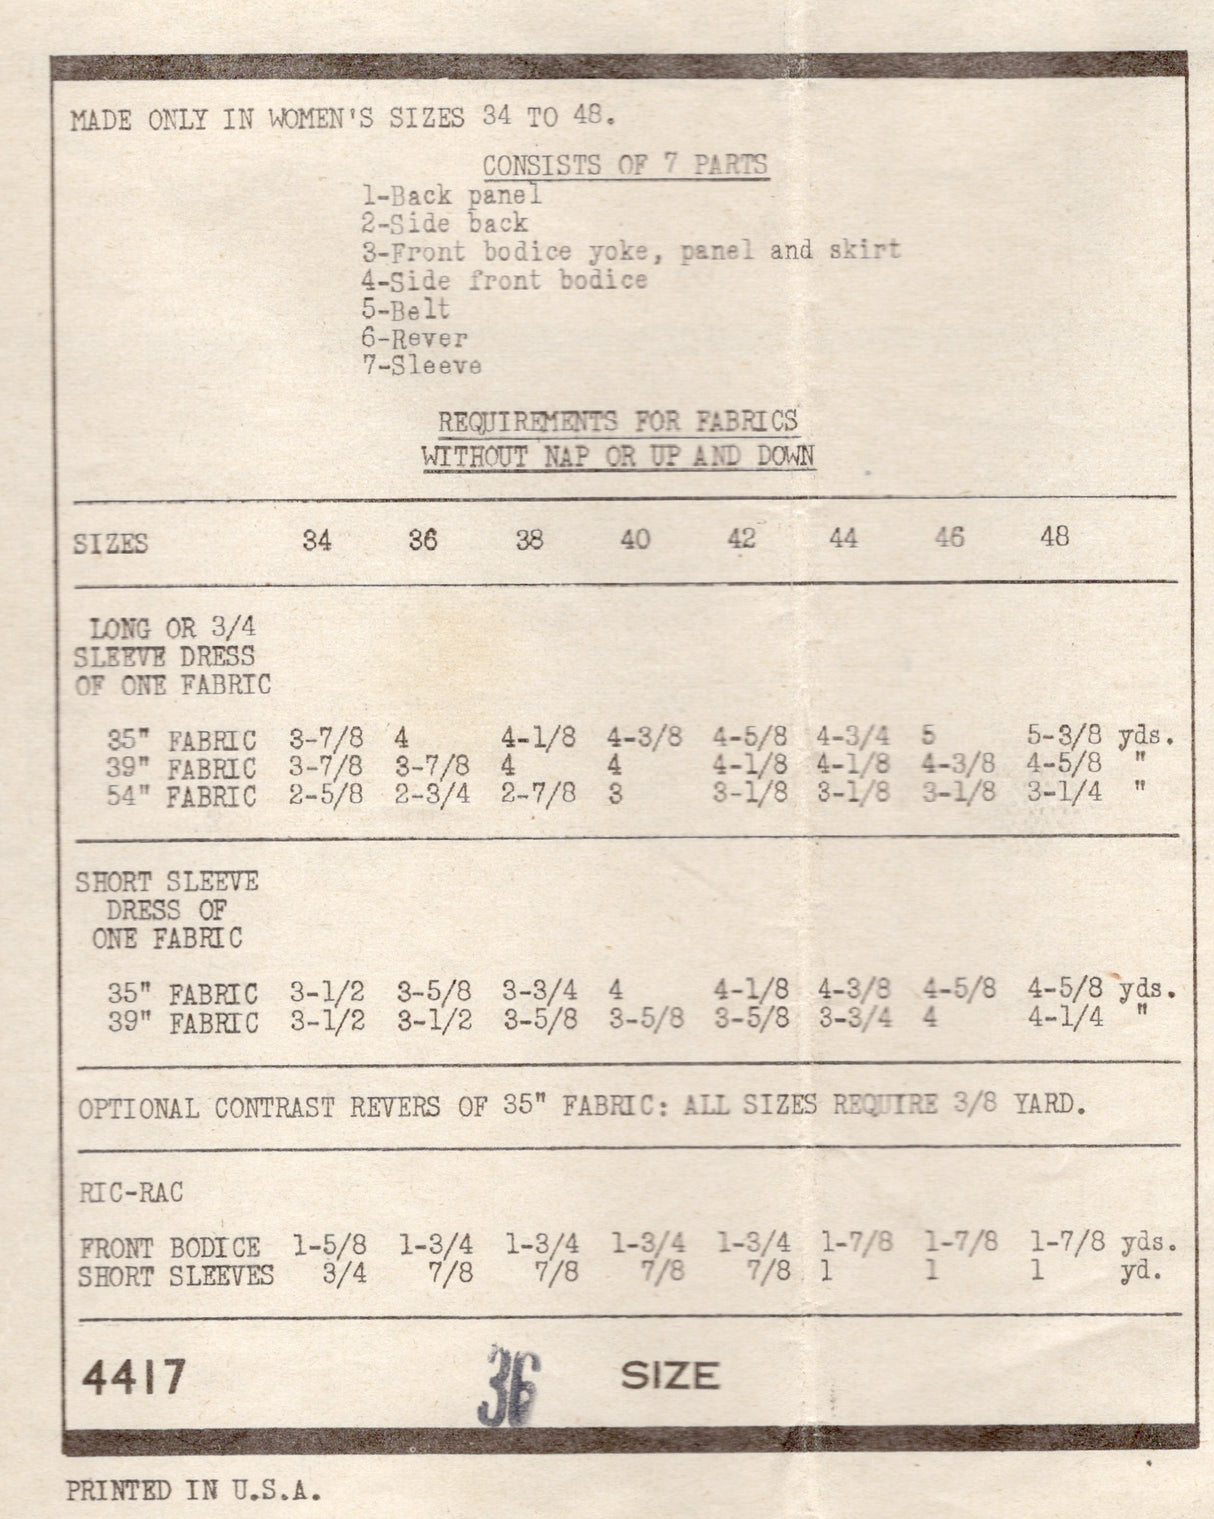 MADE ONLY IN WOMEN'S SIZES 34 TO 48.
CONSISTS OF 7 PARTS
1-Back panel
2-Side back
3-Front bodice yoke, panel and skirt
4-Side front bodice
5-Belt
6-Rever
7-Sleeve
REQUIREMENTS FOR FABRICS
WITHOUT NAP OR UP AND DOWN
SIZES 34 36 38 40 42 44 46 48
LONG OR 3/4
SLEEVE DRESS
OF ONE FABRIC
35" FABRIC 3-7/8 4 4-1/8 4-3/8 4-5/8 4-3/4 5 5-3/8 yds.
39" FABRIC 3-7/8 3-7/8 4 4 4-1/8 4-1/8 4-3/8 4-5/8 "
54" FABRIC 2-5/8 2-3/4 2-7/8 3 3-1/8 3-1/8 3-1/8 3-1/4 "
SHORT SLEEVE
DRESS OF
ONE FABRIC
35" FABRIC 3-1/2 3-5/8 3-3/4 4 4-1/8 4-3/8 4-5/8 4-5/8 yds.
39" FABRIC 3-1/2 3-1/2 3-5/8 3-5/8 3-5/8 3-3/4 4 4-1/4 "
OPTIONAL CONTRAST REVERS OF 35" FABRIC: ALL SIZES REQUIRE 3/8 YARD.
RIC-RAC
FRONT BODICE 1-5/8 1-3/4 1-3/4 1-3/4 1-3/4 1-7/8 1-7/8 1-7/8 yds.
SHORT SLEEVES 3/4 7/8 7/8 7/8 7/8 1 1 1 yd.
4417 36 SIZE
PRINTED IN U.S.A.